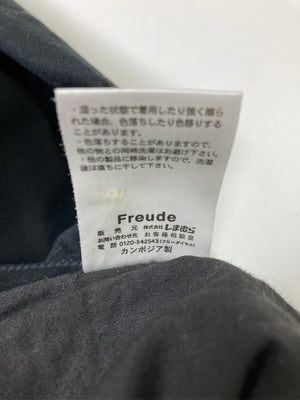 ・湿った状態で着用したり強く擦ら
れた場合、色落ちしたり色移りする
ことがあります。
・色落ちすることがありますので、
他の物との同時洗濯はお避け下さい。
・他の製品に移染しますので、洗濯
後は直ちに干して下さい。
Freude
販売元 株式会社しまむら
お問い合わせ お客様相談室
電話 0120-542543(フリーダイヤル)
カンボジア製